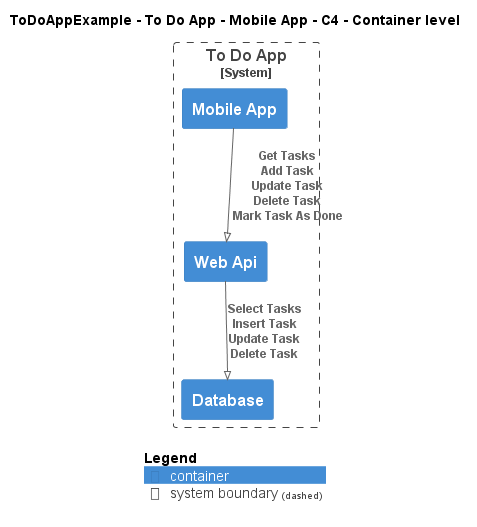 ToDoAppExample - To Do App - Mobile App - C4 - Container level
To Do App
[System]
Mobile App
Get Tasks
Add Task
Update Task
Delete Task
Mark Task As Done
Web Api
Select Tasks
Insert Task
Update Task
Delete Task
Database
Legend
container
system boundary (dashed)